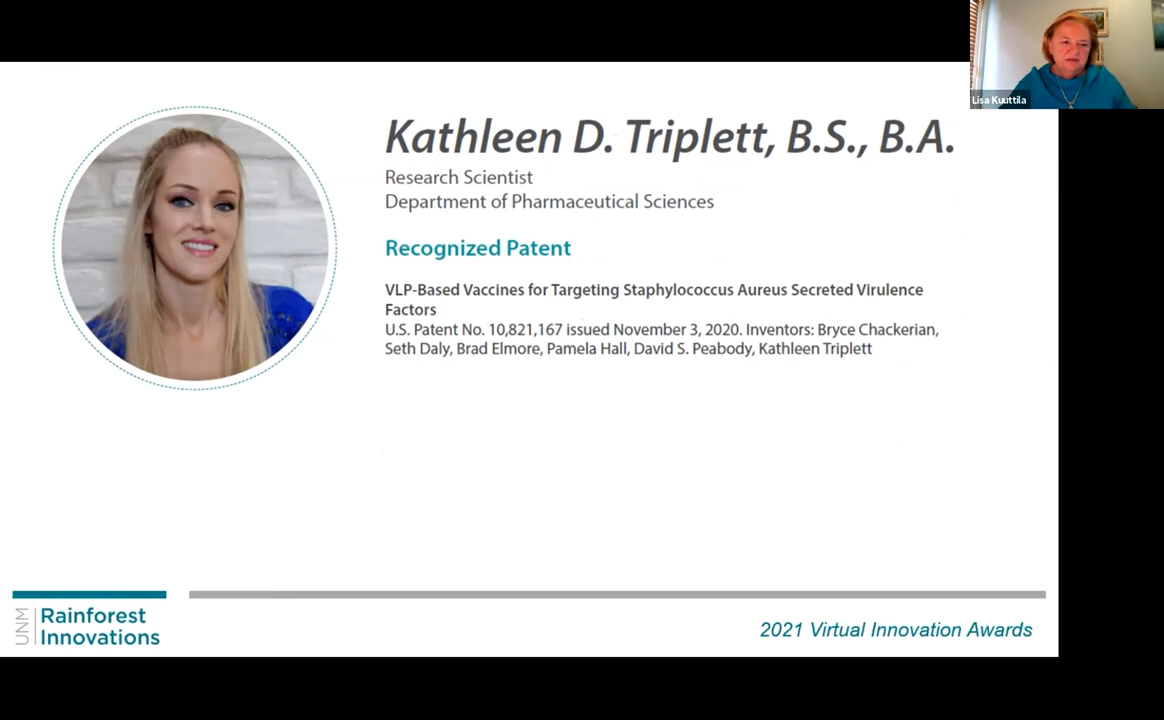 Lisa Kuuttila
Kathleen D. Triplett, B.S., B.A.
Research Scientist
Department of Pharmaceutical Sciences
Recognized Patent
VLP-Based Vaccines for Targeting Staphylococcus Aureus Secreted Virulence
Factors
U.S. Patent No. 10,821,167 issued November 3, 2020. Inventors: Bryce Chackerian,
Seth Daly, Brad Elmore, Pamela Hall, David S. Peabody, Kathleen Triplett
UNM
Rainforest
Innovations
2021 Virtual Innovation Awards